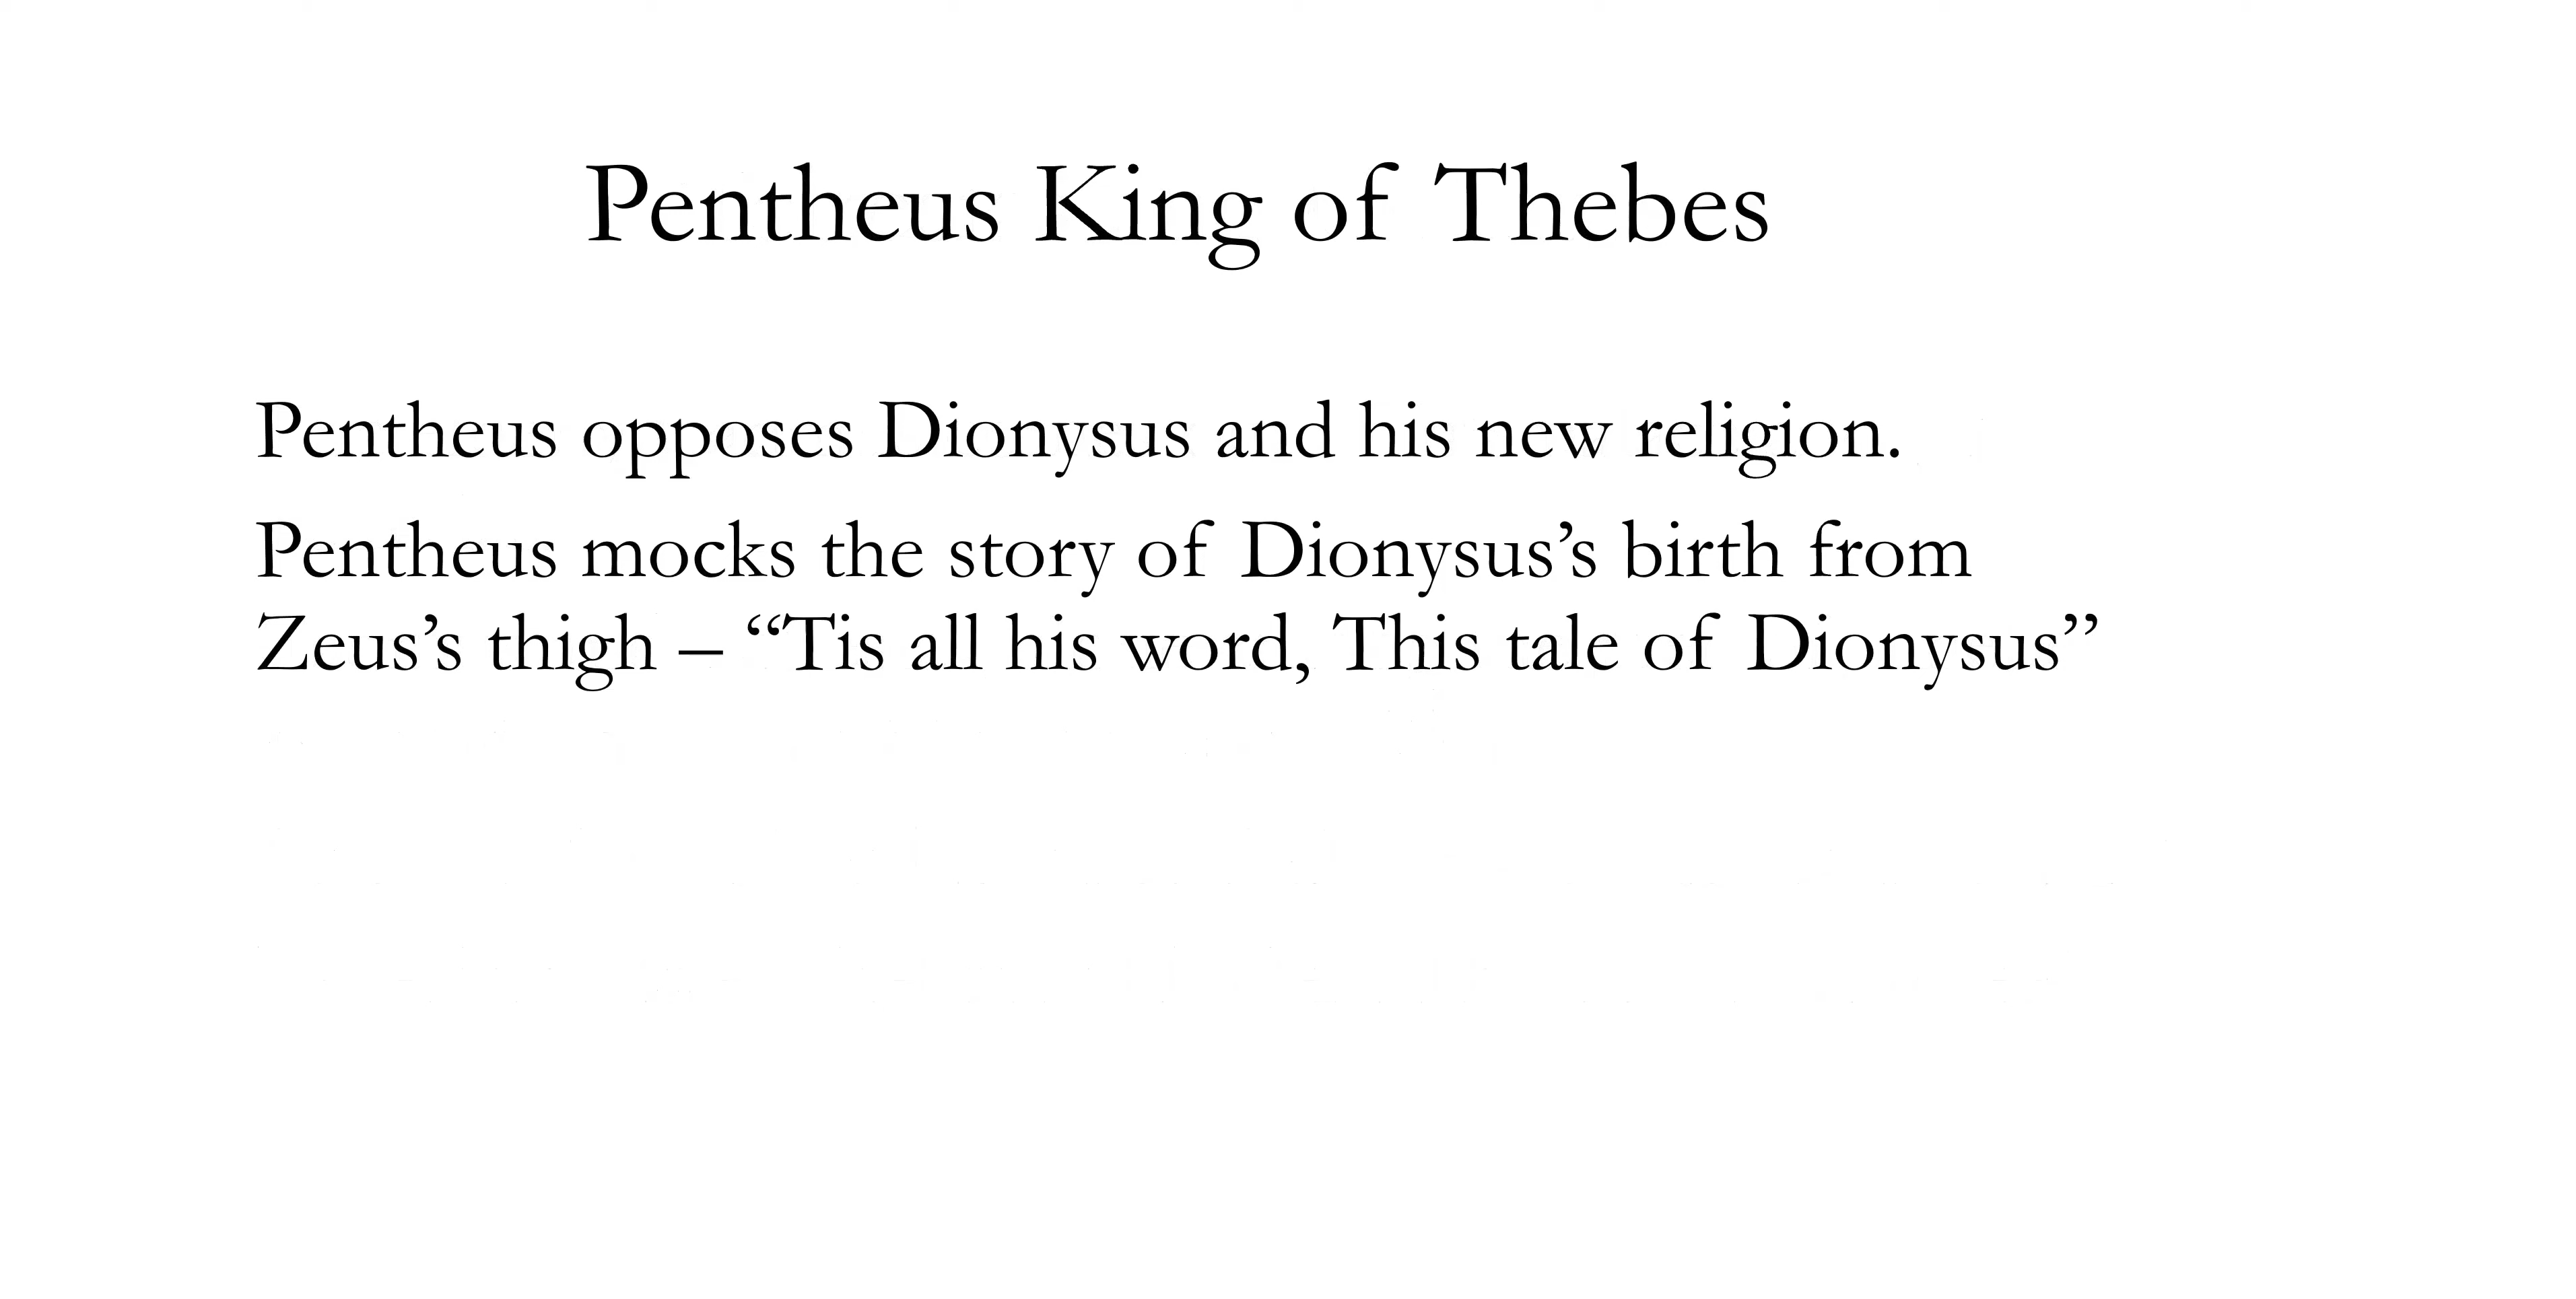 Pentheus King of Thebes
Pentheus opposes Dionysus and his new religion.
Pentheus mocks the story of Dionysus’s birth from
Zeus’s thigh – “Tis all his word, This tale of Dionysus”